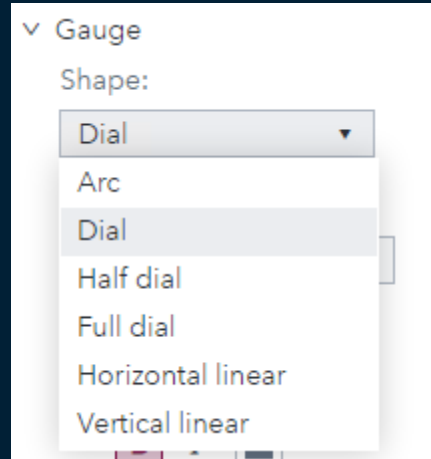 Gauge
Shape:
Dial
Arc
Dial
Half dial
Full dial
Horizontal linear
Vertical linear